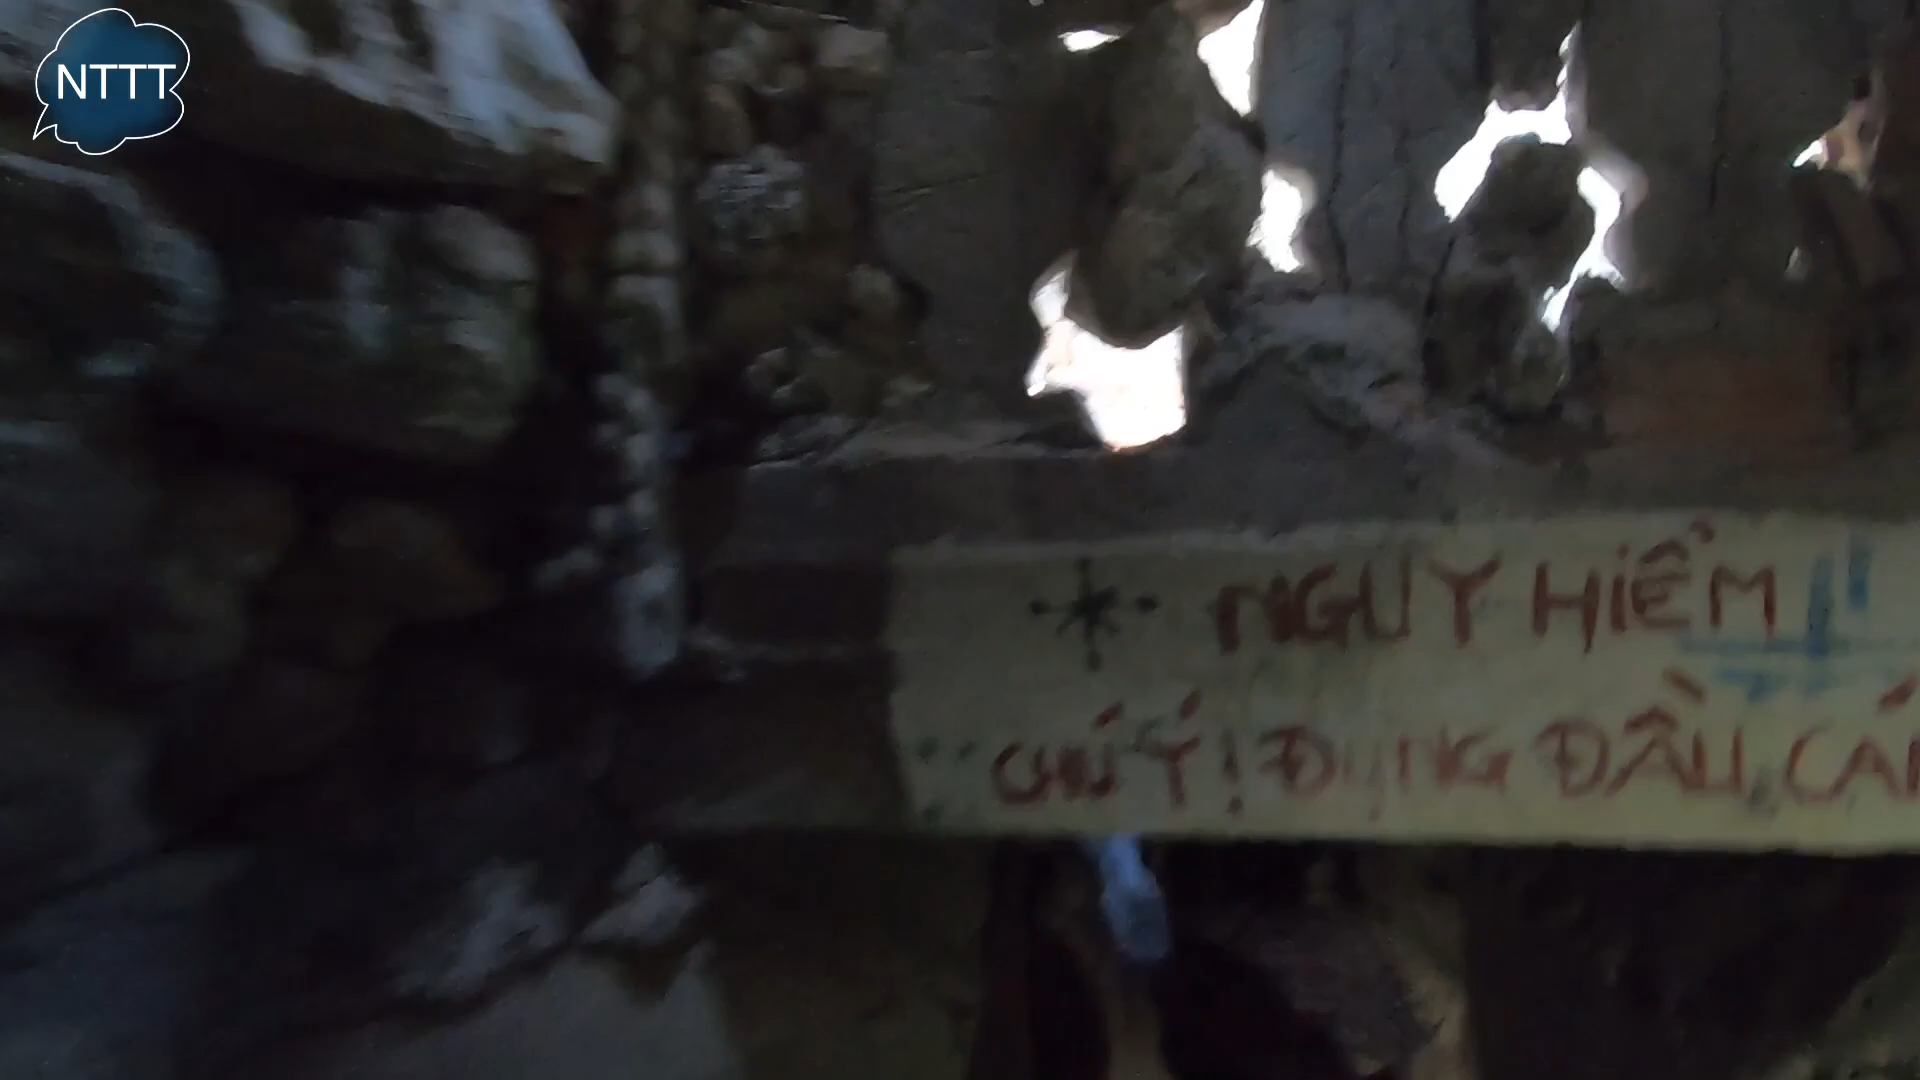 NTTT
NGUY HiỂM !!
CHÚ Ý! ĐỤNG ĐẦU